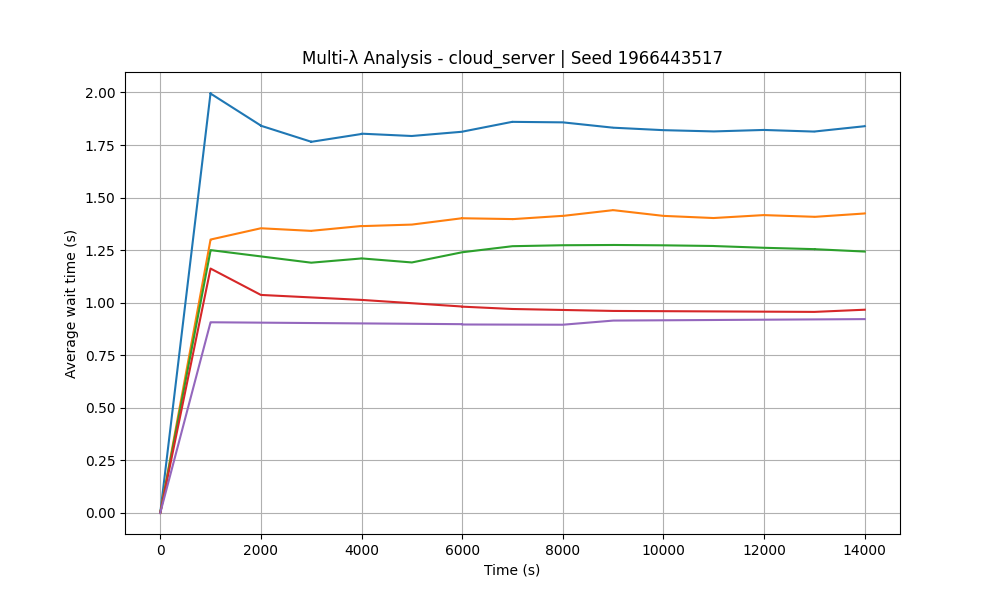 Multi-λ Analysis - cloud_server | Seed 1966443517
Average wait time (s)
2.00
1.75
1.50
1.25
1.00
0.75
0.50
0.25
0.00
0 2000 4000 6000 8000 10000 12000 14000
Time (s)